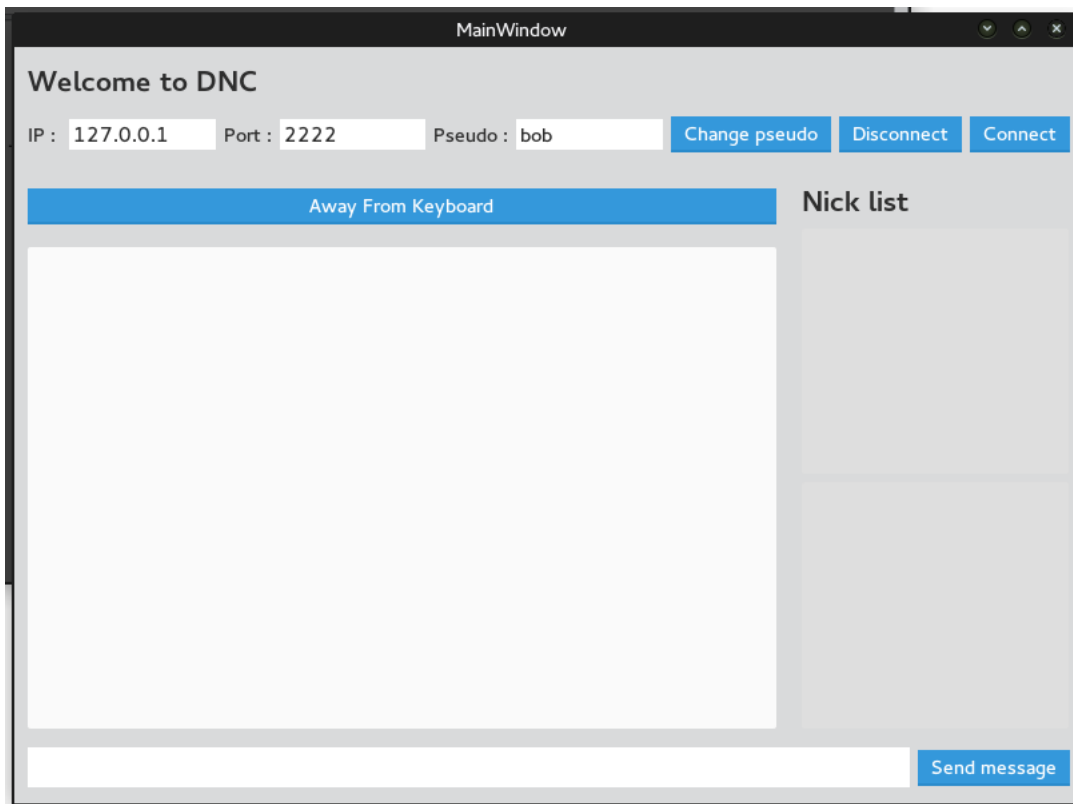 MainWindow
Welcome to DNC
IP : 127.0.0.1 Port : 2222 Pseudo : bob Change pseudo Disconnect Connect
Away From Keyboard
Nick list
Send message